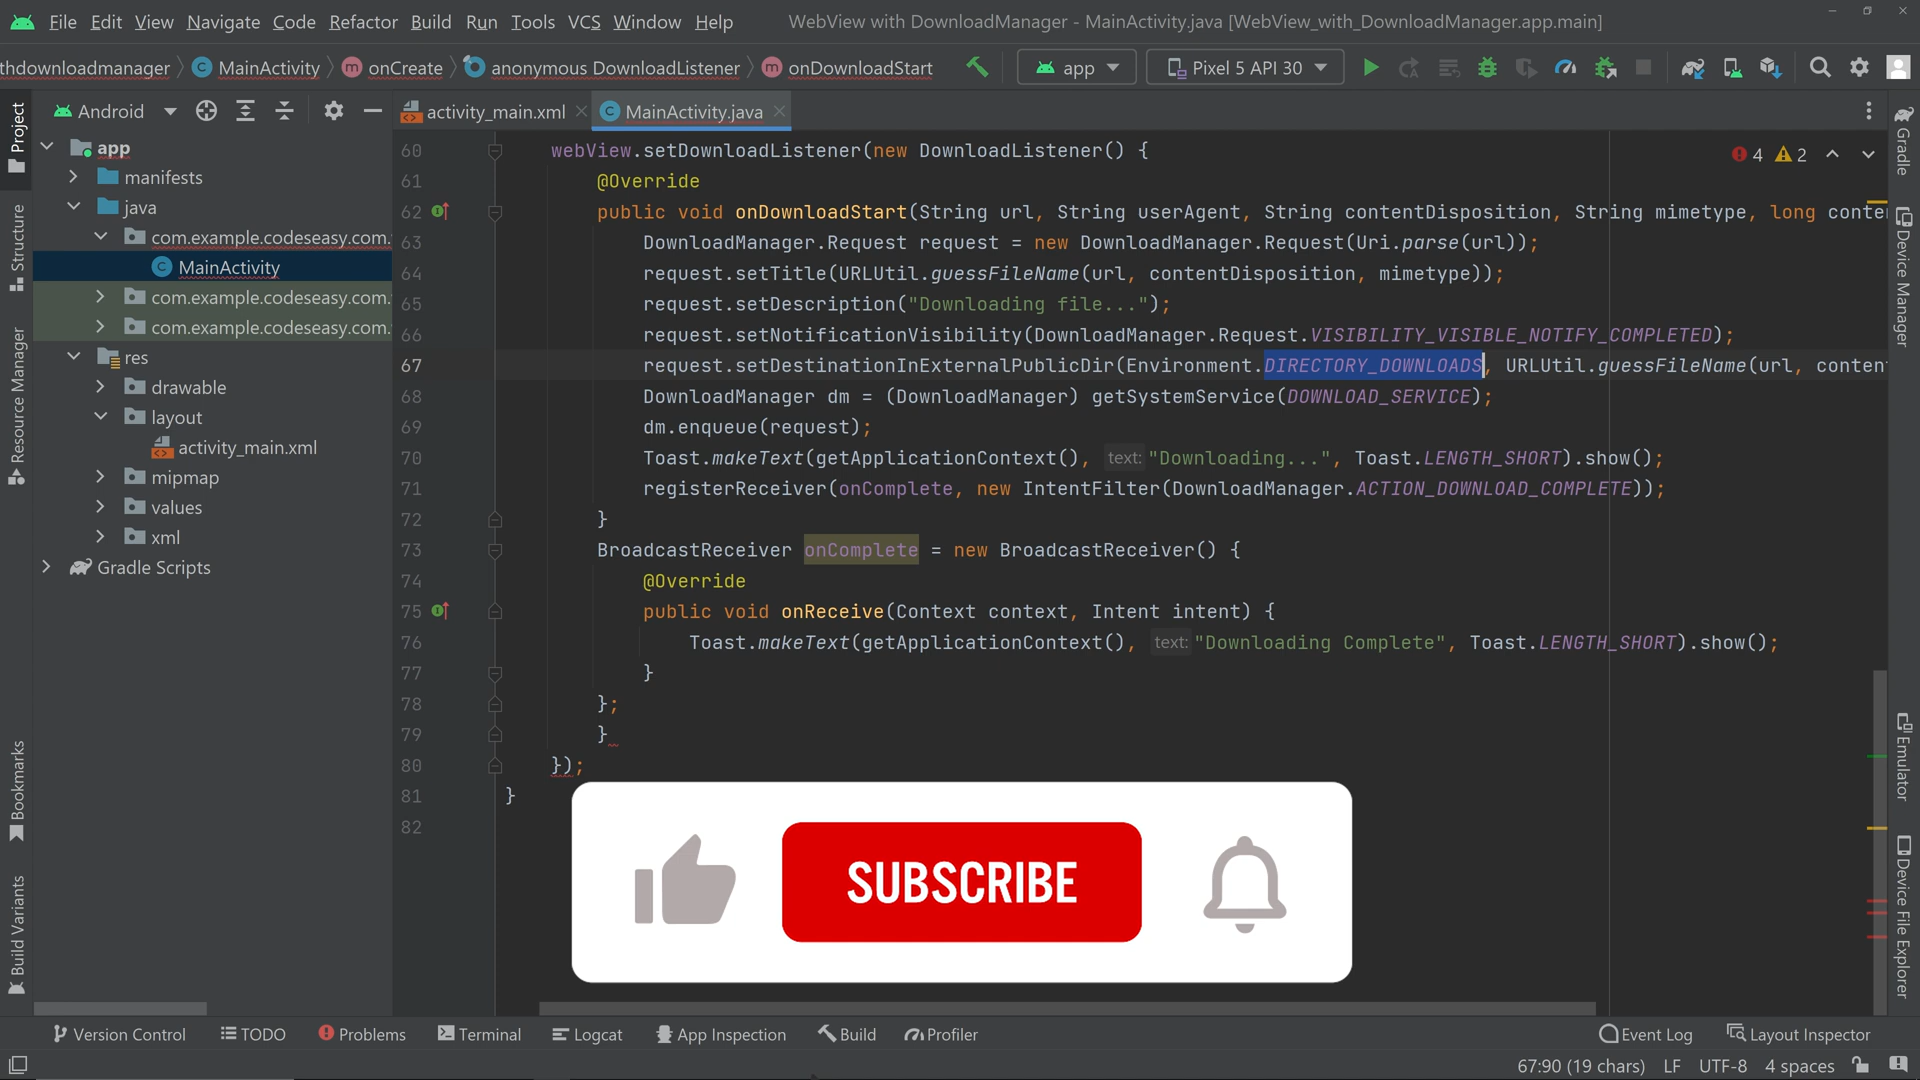 File Edit View Navigate Code Refactor Build Run Tools VCS Window Help WebView with DownloadManager - MainActivity.java [WebView_with_DownloadManager.app.main]
thdownloadmanager MainActivity onCreate anonymous DownloadListener onDownloadStart app Pixel 5 API 30
Android activity_main.xml MainActivity.java
Project
Structure
Resource Manager
Bookmarks
Build Variants
app
manifests
java
com.example.codeseasy.com.
MainActivity
com.example.codeseasy.com.
com.example.codeseasy.com.
res
drawable
layout
activity_main.xml
mipmap
values
xml
Gradle Scripts
4 2
60 webView.setDownloadListener(new DownloadListener() {
61 @Override
62 public void onDownloadStart(String url, String userAgent, String contentDisposition, String mimetype, long conte
63 DownloadManager.Request request = new DownloadManager.Request(Uri.parse(url));
64 request.setTitle(URLUtil.guessFileName(url, contentDisposition, mimetype));
65 request.setDescription("Downloading file...");
66 request.setNotificationVisibility(DownloadManager.Request.VISIBILITY_VISIBLE_NOTIFY_COMPLETED);
67 request.setDestinationInExternalPublicDir(Environment.DIRECTORY_DOWNLOADS, URLUtil.guessFileName(url, conten
68 DownloadManager dm = (DownloadManager) getSystemService(DOWNLOAD_SERVICE);
69 dm.enqueue(request);
70 Toast.makeText(getApplicationContext(), text: "Downloading...", Toast.LENGTH_SHORT).show();
71 registerReceiver(onComplete, new IntentFilter(DownloadManager.ACTION_DOWNLOAD_COMPLETE));
72 }
73 BroadcastReceiver onComplete = new BroadcastReceiver() {
74 @Override
75 public void onReceive(Context context, Intent intent) {
76 Toast.makeText(getApplicationContext(), text: "Downloading Complete", Toast.LENGTH_SHORT).show();
77 }
78 };
79 }
80 });
81 }
82
SUBSCRIBE
Gradle
Device Manager
Emulator
Device File Explorer
Version Control TODO Problems Terminal Logcat App Inspection Build Profiler Event Log Layout Inspector
67:90 (19 chars) LF UTF-8 4 spaces